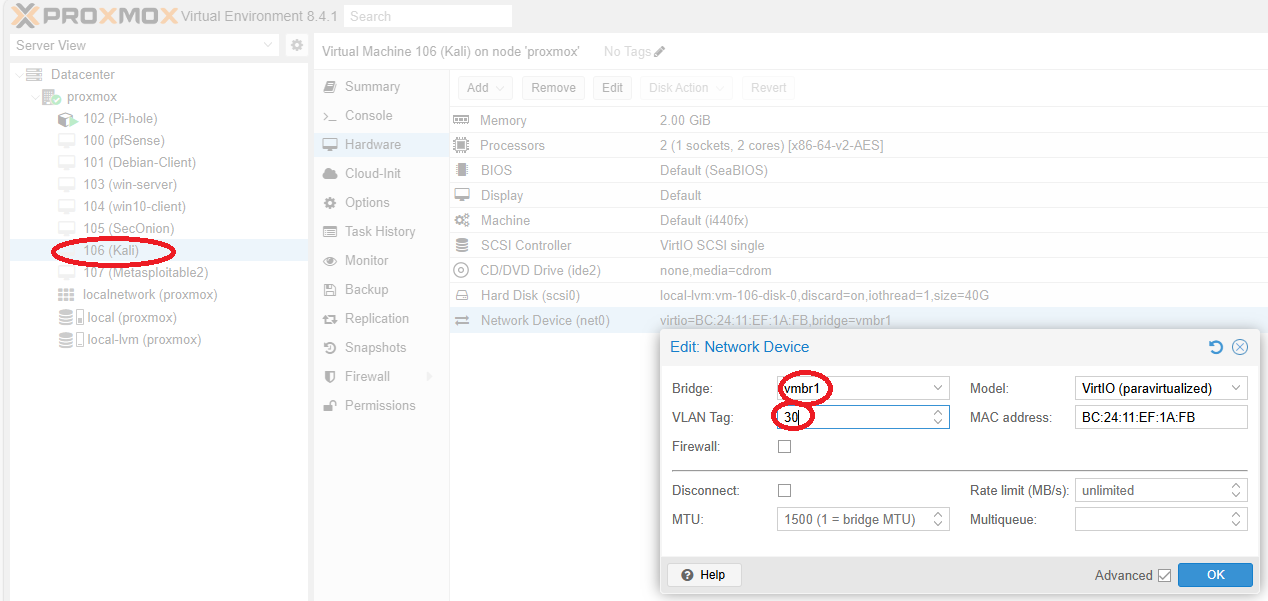 PROXMOX Virtual Environment 8.4.1 Search
Server View
Datacenter
proxmox
102 (Pi-hole)
100 (pfSense)
101 (Debian-Client)
103 (win-server)
104 (win10-client)
105 (SecOnion)
106 (Kali)
107 (Metasploitable2)
localnetwork (proxmox)
local (proxmox)
local-lvm (proxmox)
Virtual Machine 106 (Kali) on node 'proxmox' No Tags
Summary
Console
Hardware
Cloud-Init
Options
Task History
Monitor
Backup
Replication
Snapshots
Firewall
Permissions
Add Remove Edit Disk Action Revert
Memory 2.00 GiB
Processors 2 (1 sockets, 2 cores) [x86-64-v2-AES]
BIOS Default (SeaBIOS)
Display Default
Machine Default (i440fx)
SCSI Controller VirtIO SCSI single
CD/DVD Drive (ide2) none,media=cdrom
Hard Disk (scsi0) local-lvm:vm-106-disk-0,discard=on,iothread=1,size=40G
Network Device (net0) virtio=BC:24:11:EF:1A:FB,bridge=vmbr1
Edit: Network Device
Bridge: vmbr1 Model: VirtIO (paravirtualized)
VLAN Tag: 30 MAC address: BC:24:11:EF:1A:FB
Firewall:
Disconnect: Rate limit (MB/s): unlimited
MTU: 1500 (1 = bridge MTU) Multiqueue:
Help Advanced OK